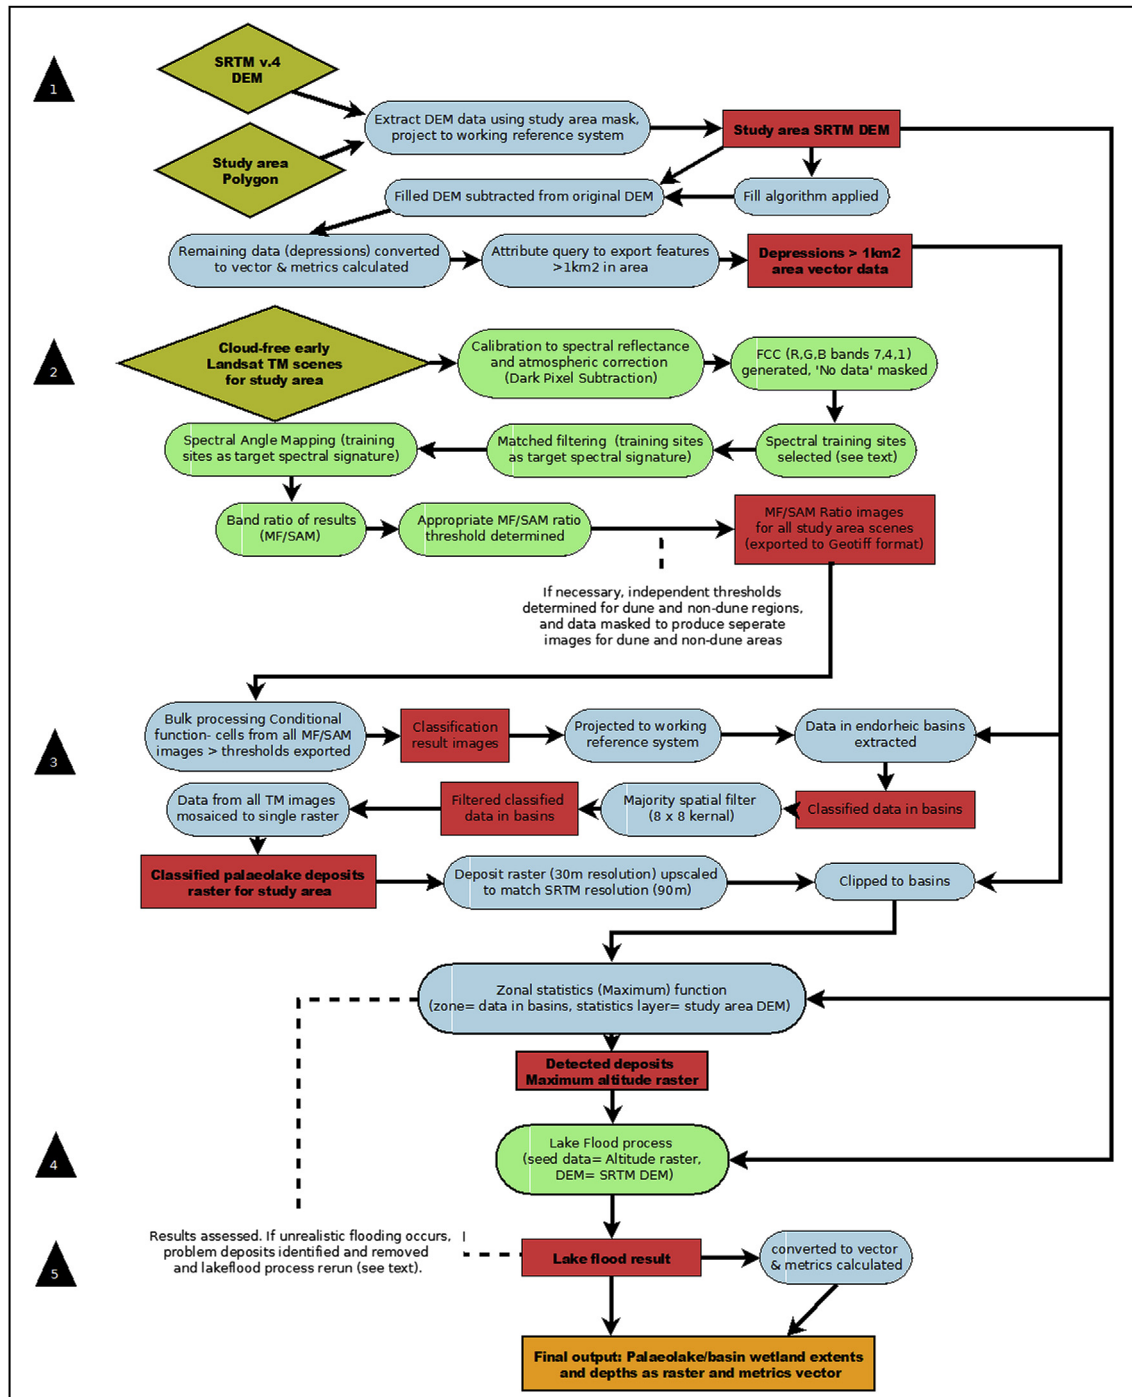 1
SRTM v.4
DEM
Study area
Polygon
Extract DEM data using study area mask,
project to working reference system
Study area SRTM DEM
Filled DEM subtracted from original DEM
Fill algorithm applied
Remaining data (depressions) converted
to vector & metrics calculated
Attribute query to export features
>1km2 in area
Depressions > 1km2
area vector data
2
Cloud-free early
Landsat TM scenes
for study area
Calibration to spectral reflectance
and atmospheric correction
(Dark Pixel Subtraction)
FCC (R,G,B bands 7,4,1)
generated, 'No data' masked
Spectral Angle Mapping (training
sites as target spectral signature)
Matched filtering (training sites
as target spectral signature)
Spectral training sites
selected (see text)
Band ratio of results
(MF/SAM)
Appropriate MF/SAM ratio
threshold determined
MF/SAM Ratio images
for all study area scenes
(exported to Geotiff format)
If necessary, independent thresholds
determined for dune and non-dune regions,
and data masked to produce seperate
images for dune and non-dune areas
3
Bulk processing Conditional
function- cells from all MF/SAM
images > thresholds exported
Classification
result images
Projected to working
reference system
Data in endorheic basins
extracted
Data from all TM images
mosaiced to single raster
Filtered classified
data in basins
Majority spatial filter
(8 x 8 kernal)
Classified data in basins
Classified palaeolake deposits
raster for study area
Deposit raster (30m resolution) upscaled
to match SRTM resolution (90m)
Clipped to basins
Zonal statistics (Maximum) function
(zone= data in basins, statistics layer= study area DEM)
Detected deposits
Maximum altitude raster
4
Lake Flood process
(seed data= Altitude raster,
DEM= SRTM DEM)
5
Results assessed. If unrealistic flooding occurs,
problem deposits identified and removed
and lakeflood process rerun (see text).
Lake flood result
converted to vector
& metrics calculated
Final output: Palaeolake/basin wetland extents
and depths as raster and metrics vector